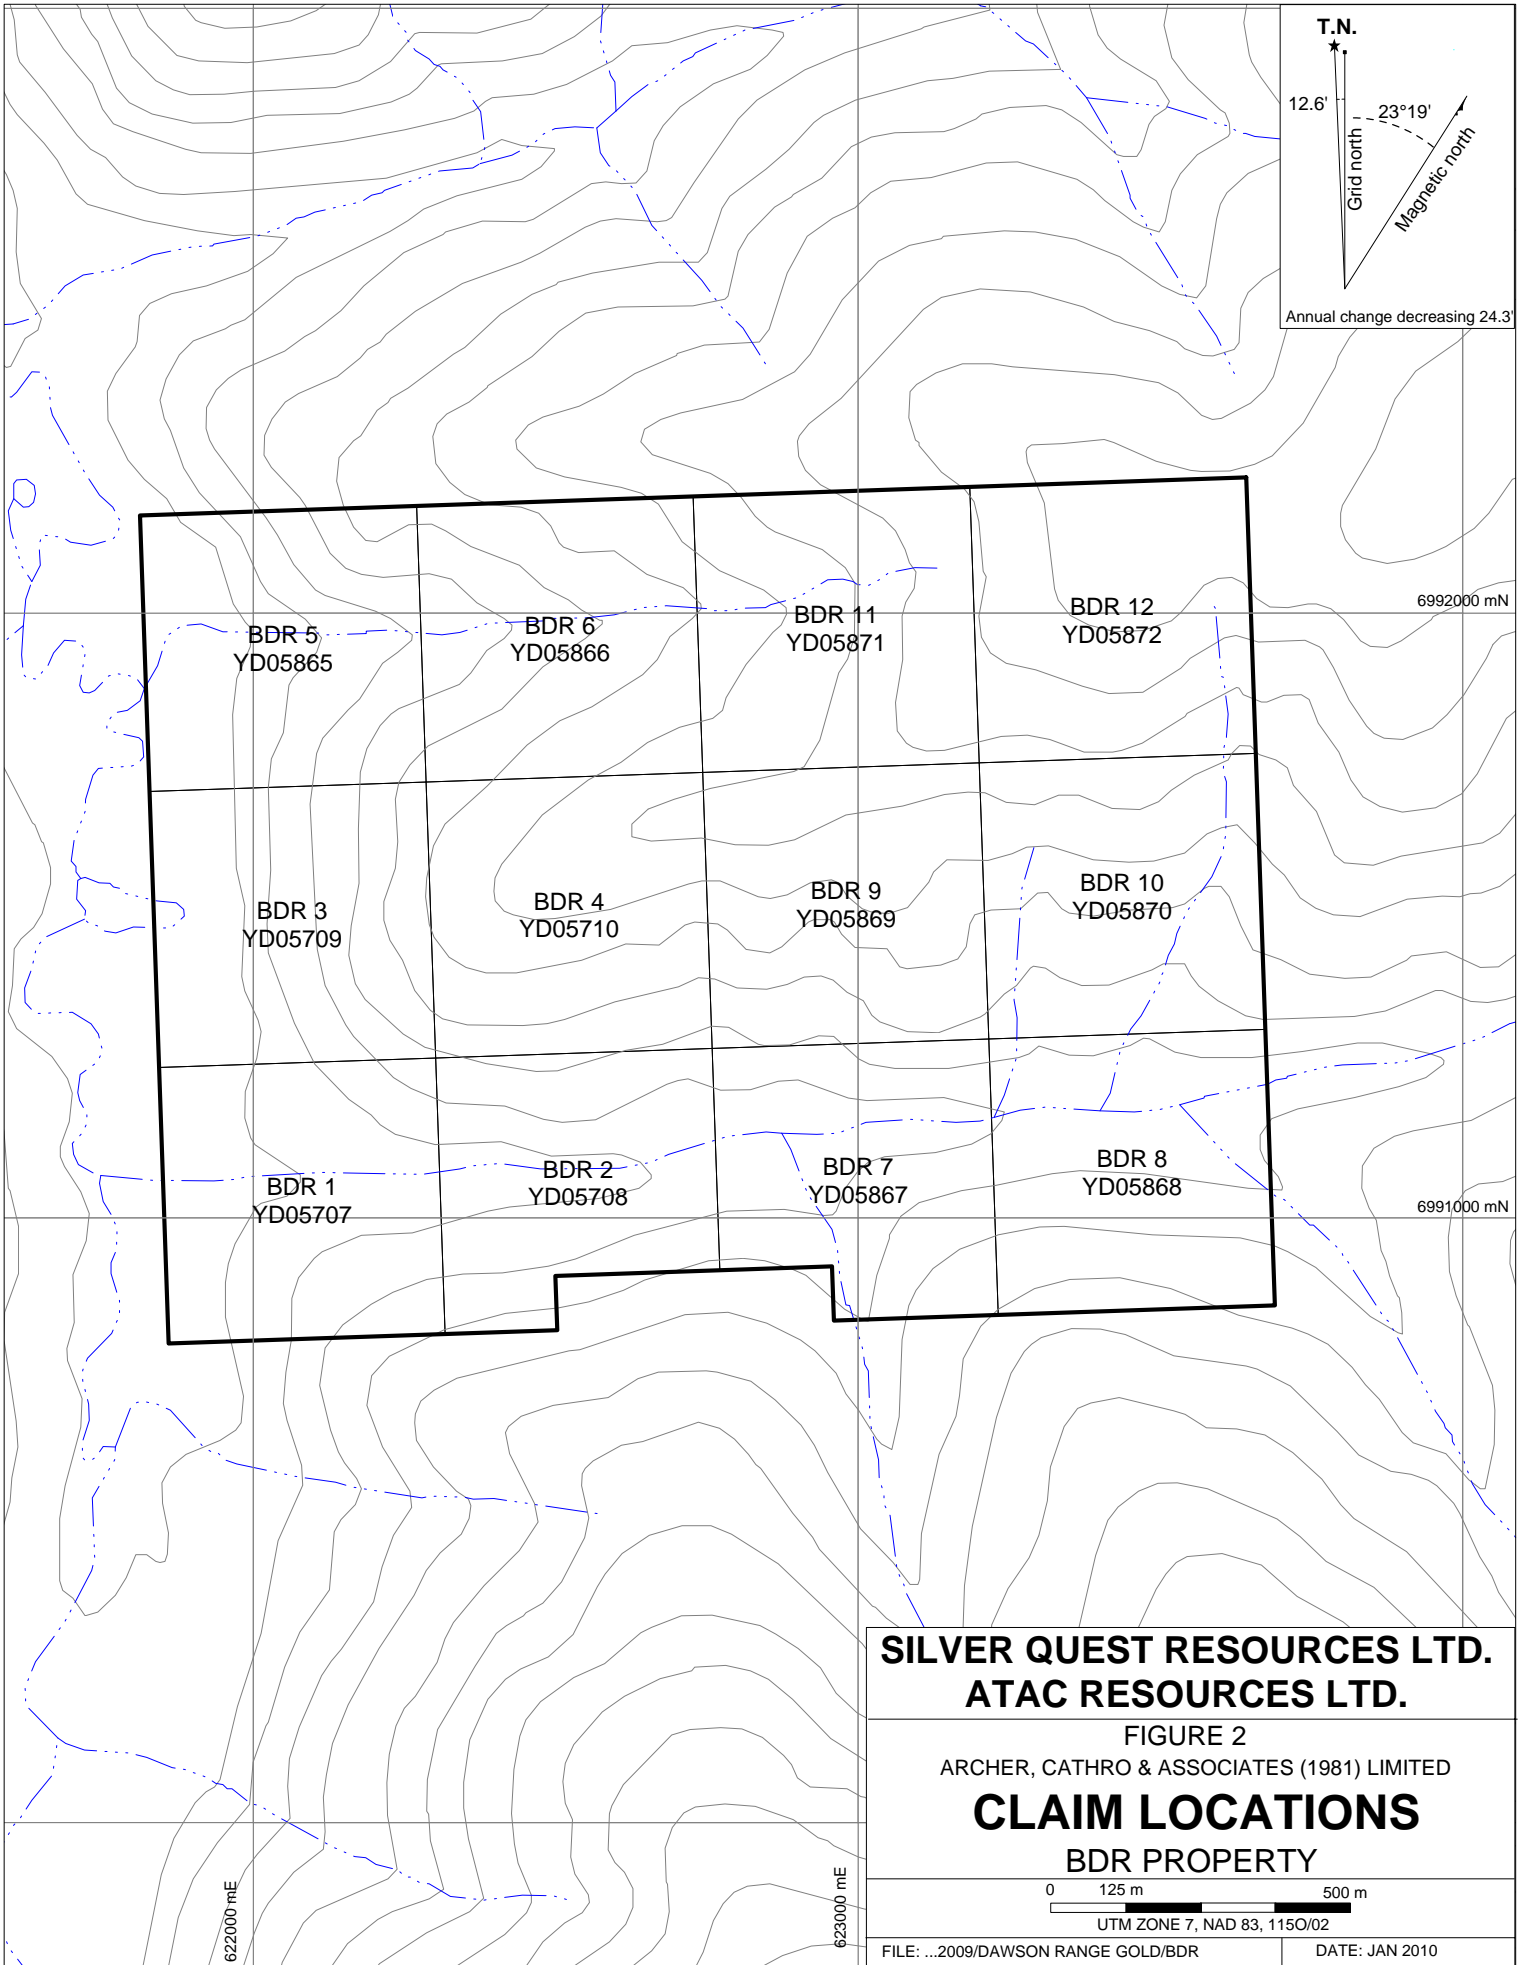 T.N.
12.6'
23°19'
Grid north
Magnetic north
Annual change decreasing 24.3'
6992000 mN
BDR 5
YD05865
BDR 6
YD05866
BDR 11
YD05871
BDR 12
YD05872
BDR 3
YD05709
BDR 4
YD05710
BDR 9
YD05869
BDR 10
YD05870
BDR 1
YD05707
BDR 2
YD05708
BDR 7
YD05867
BDR 8
YD05868
6991000 mN
622000 mE
623000 mE
SILVER QUEST RESOURCES LTD.
ATAC RESOURCES LTD.
FIGURE 2
ARCHER, CATHRO & ASSOCIATES (1981) LIMITED
CLAIM LOCATIONS
BDR PROPERTY
0 125 m 500 m
UTM ZONE 7, NAD 83, 115O/02
FILE: ...2009/DAWSON RANGE GOLD/BDR
DATE: JAN 2010